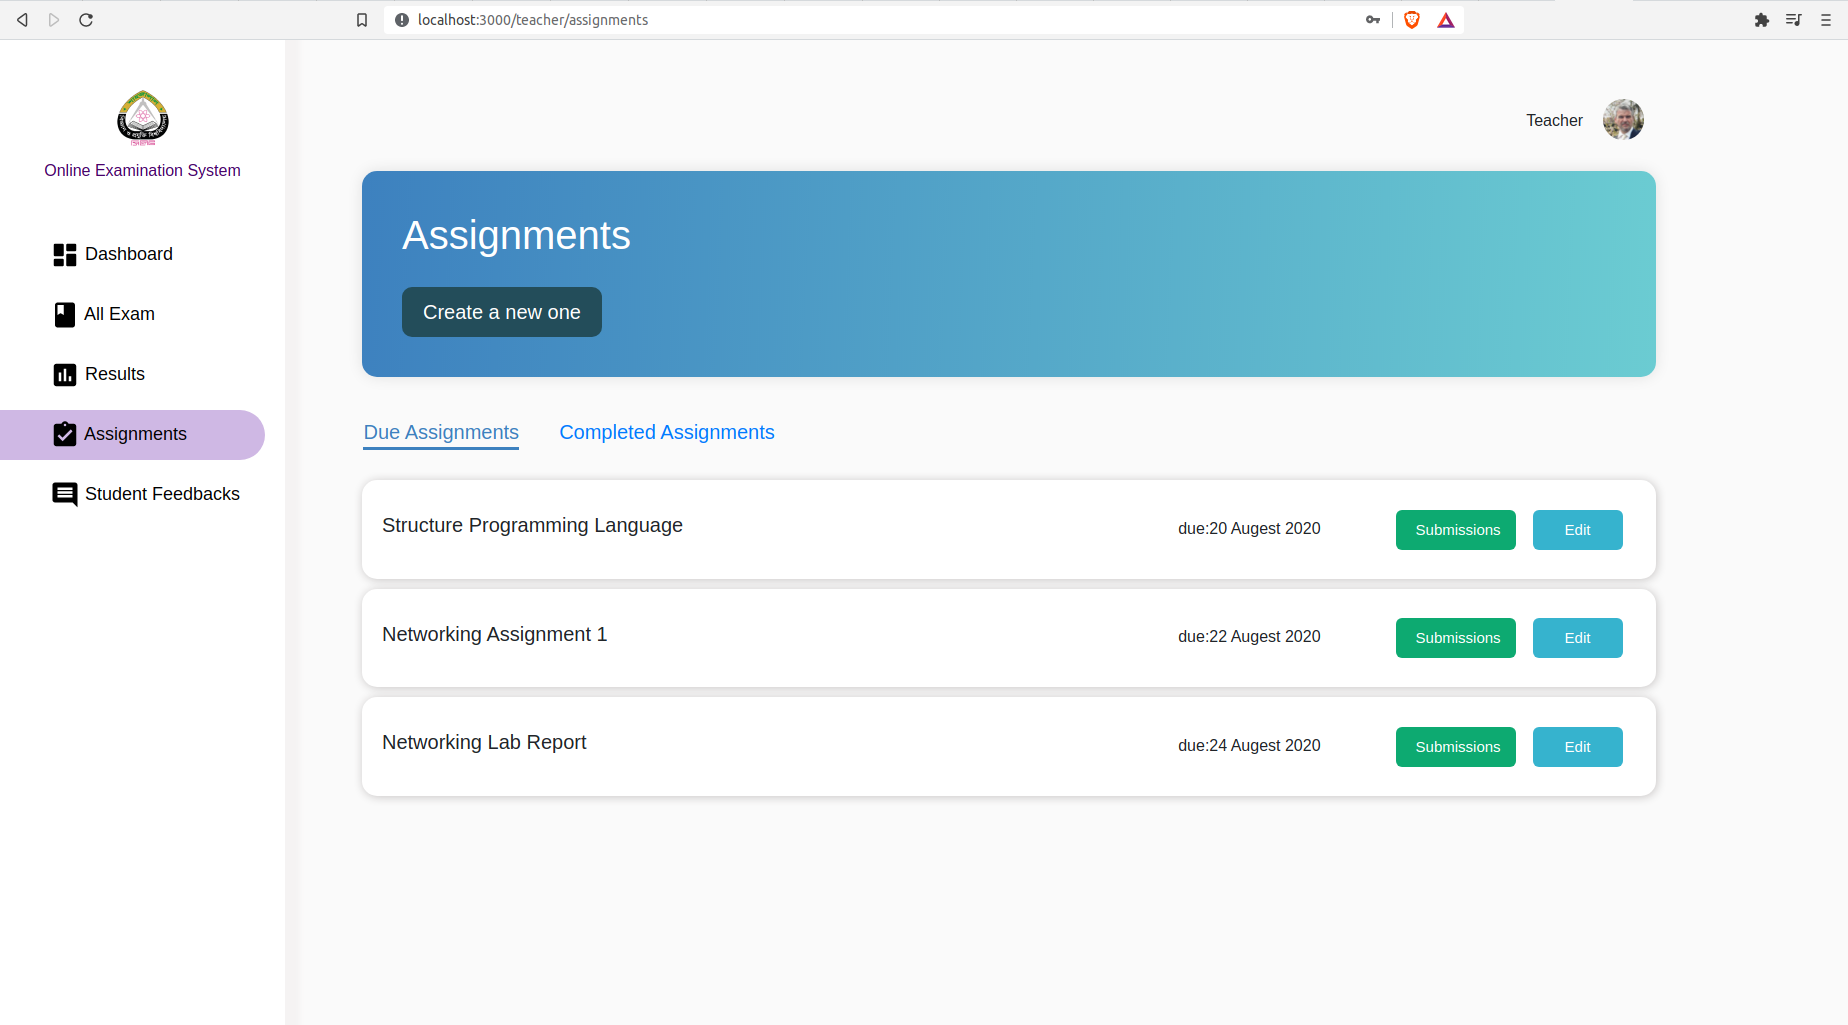 localhost:3000/teacher/assignments
Teacher
Online Examination System
Dashboard
All Exam
Results
Assignments
Student Feedbacks
Assignments
Create a new one
Due Assignments Completed Assignments
Structure Programming Language due:20 Augest 2020 Submissions Edit
Networking Assignment 1 due:22 Augest 2020 Submissions Edit
Networking Lab Report due:24 Augest 2020 Submissions Edit